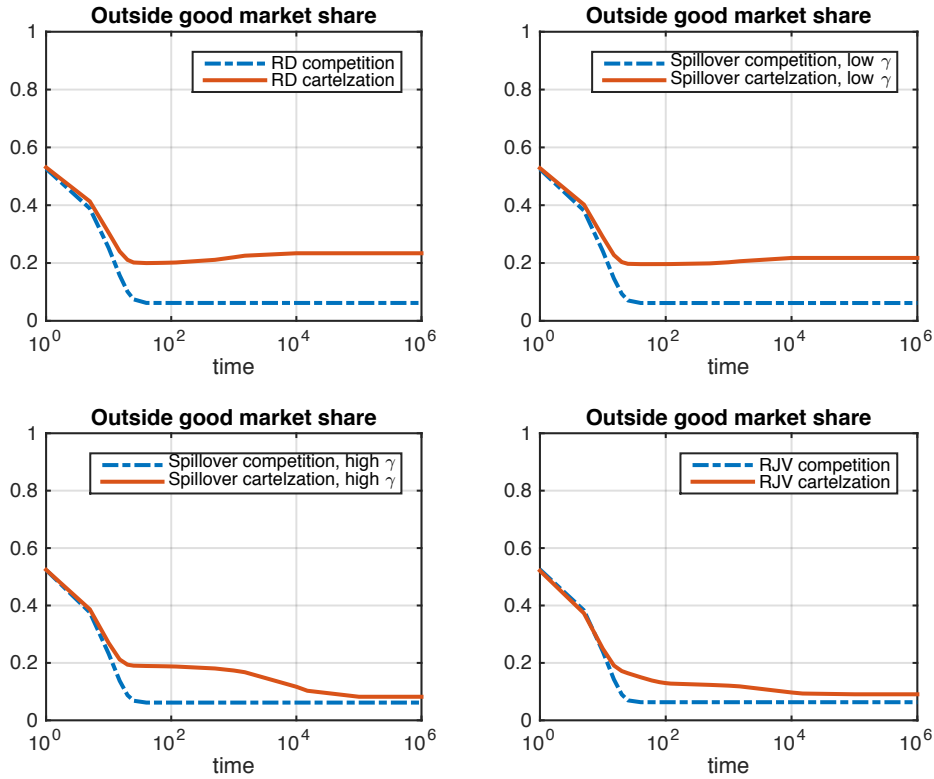 Outside good market share
1
RD competition
RD cartelzation
0.8
0.6
0.4
0.2
0
10^0
10^2
10^4
10^6
time
Outside good market share
1
Spillover competition, low γ
Spillover cartelzation, low γ
0.8
0.6
0.4
0.2
0
10^0
10^2
10^4
10^6
time
Outside good market share
1
Spillover competition, high γ
Spillover cartelzation, high γ
0.8
0.6
0.4
0.2
0
10^0
10^2
10^4
10^6
time
Outside good market share
1
RJV competition
RJV cartelzation
0.8
0.6
0.4
0.2
0
10^0
10^2
10^4
10^6
time